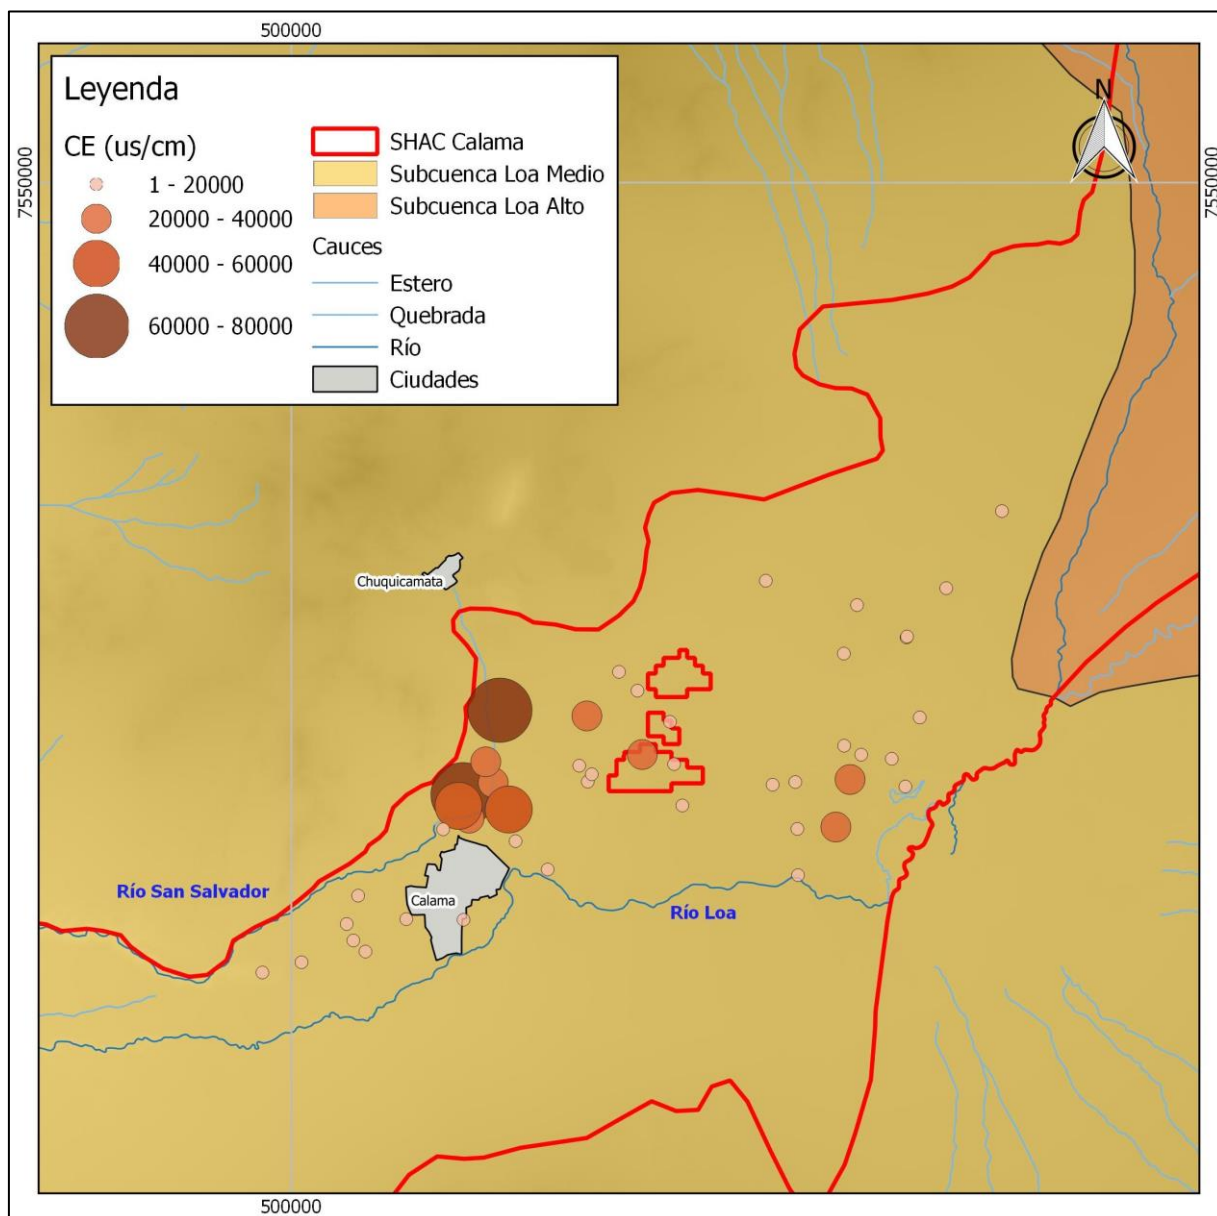 500000
Leyenda
CE (us/cm)
1 - 20000
20000 - 40000
40000 - 60000
60000 - 80000
SHAC Calama
Subcuenca Loa Medio
Subcuenca Loa Alto
Cauces
Estero
Quebrada
Río
Ciudades
N
7550000
7550000
Chuquicamata
Río San Salvador
Calama
Río Loa
500000